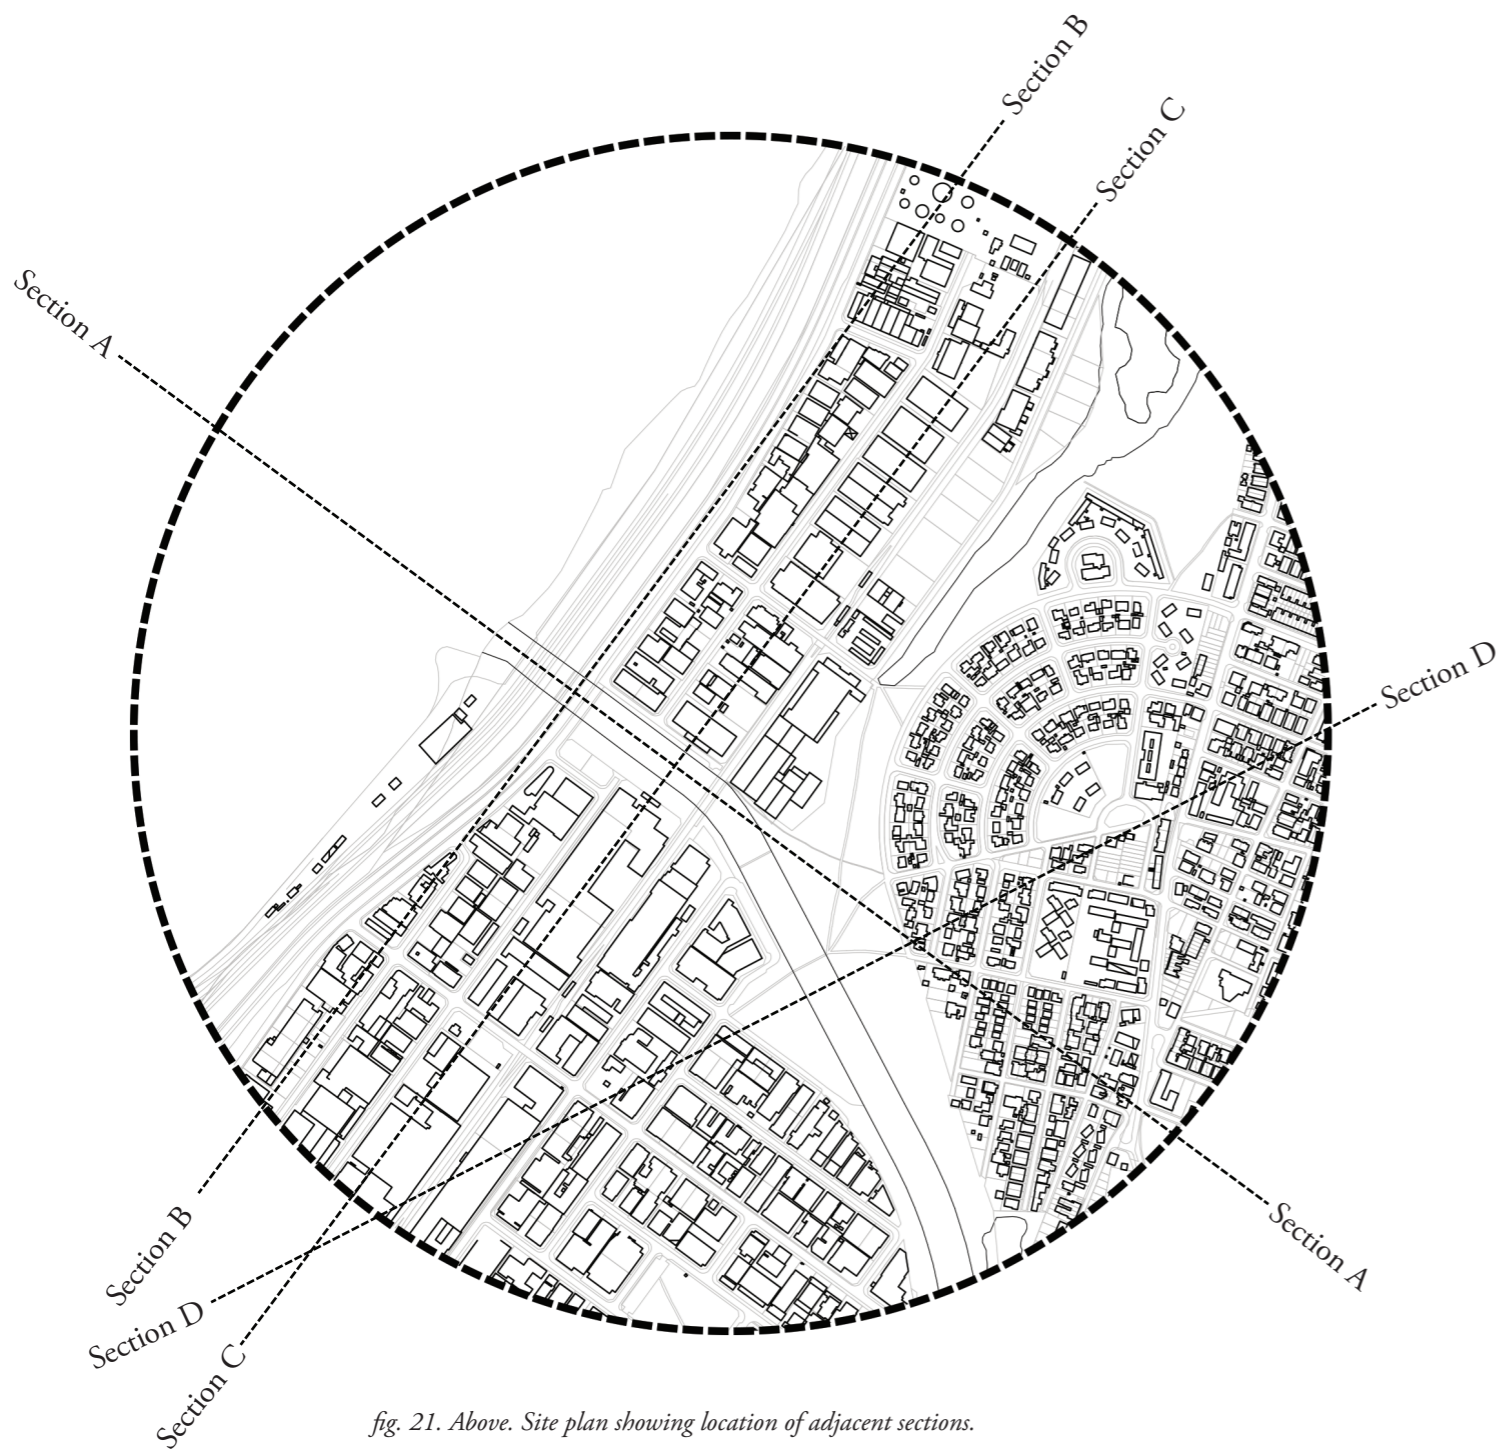 Section B
Section C
Section A
Section D
Section A
Section B
Section D
Section C
fig. 21. Above. Site plan showing location of adjacent sections.